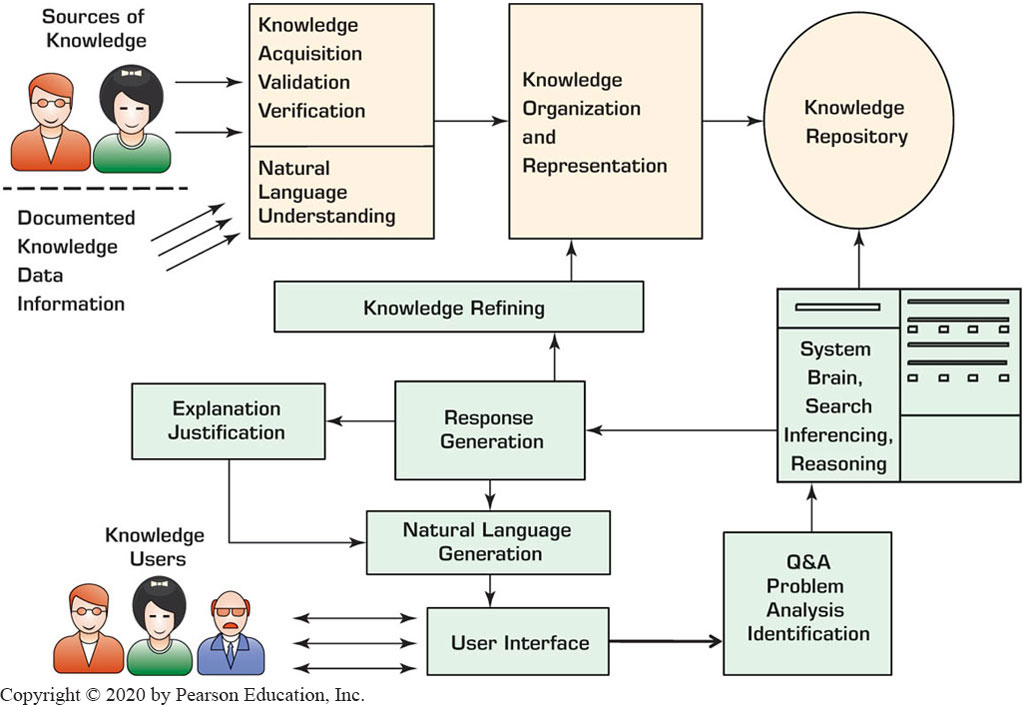 Sources of
Knowledge
Knowledge
Acquisition
Validation
Verification
Natural
Language
Understanding
Knowledge
Organization
and
Representation
Knowledge
Repository
Documented
Knowledge
Data
Information
Knowledge Refining
Explanation
Justification
Response
Generation
System
Brain,
Search
Inferencing,
Reasoning
Natural Language
Generation
Knowledge
Users
User Interface
Q&A
Problem
Analysis
Identification
Copyright © 2020 by Pearson Education, Inc.